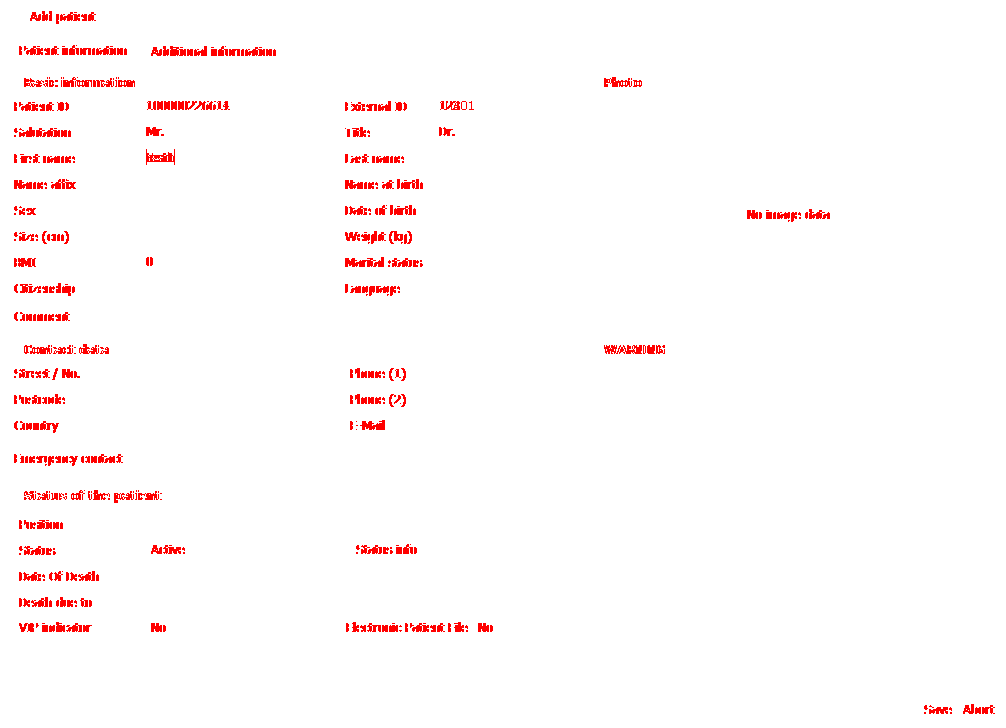 Add patient
Patient information Additional information
Basic information Photo
Patient ID 100000226614 External ID 12301
Salutation Mr. Title Dr.
First name Last name
Name affix Name at birth
Sex Date of birth
No image data
Size (cm) Weight (kg)
BMI 0 Marital status
Citizenship Language
Comment
Contact data WARNING
Street / No. Phone (1)
Postcode Phone (2)
Country E-Mail
Emergency contact
Status of the patient
Position
Status Active Status info
Date Of Death
Death due to
VIP indicator No Electronic Patient File No
Save Abort